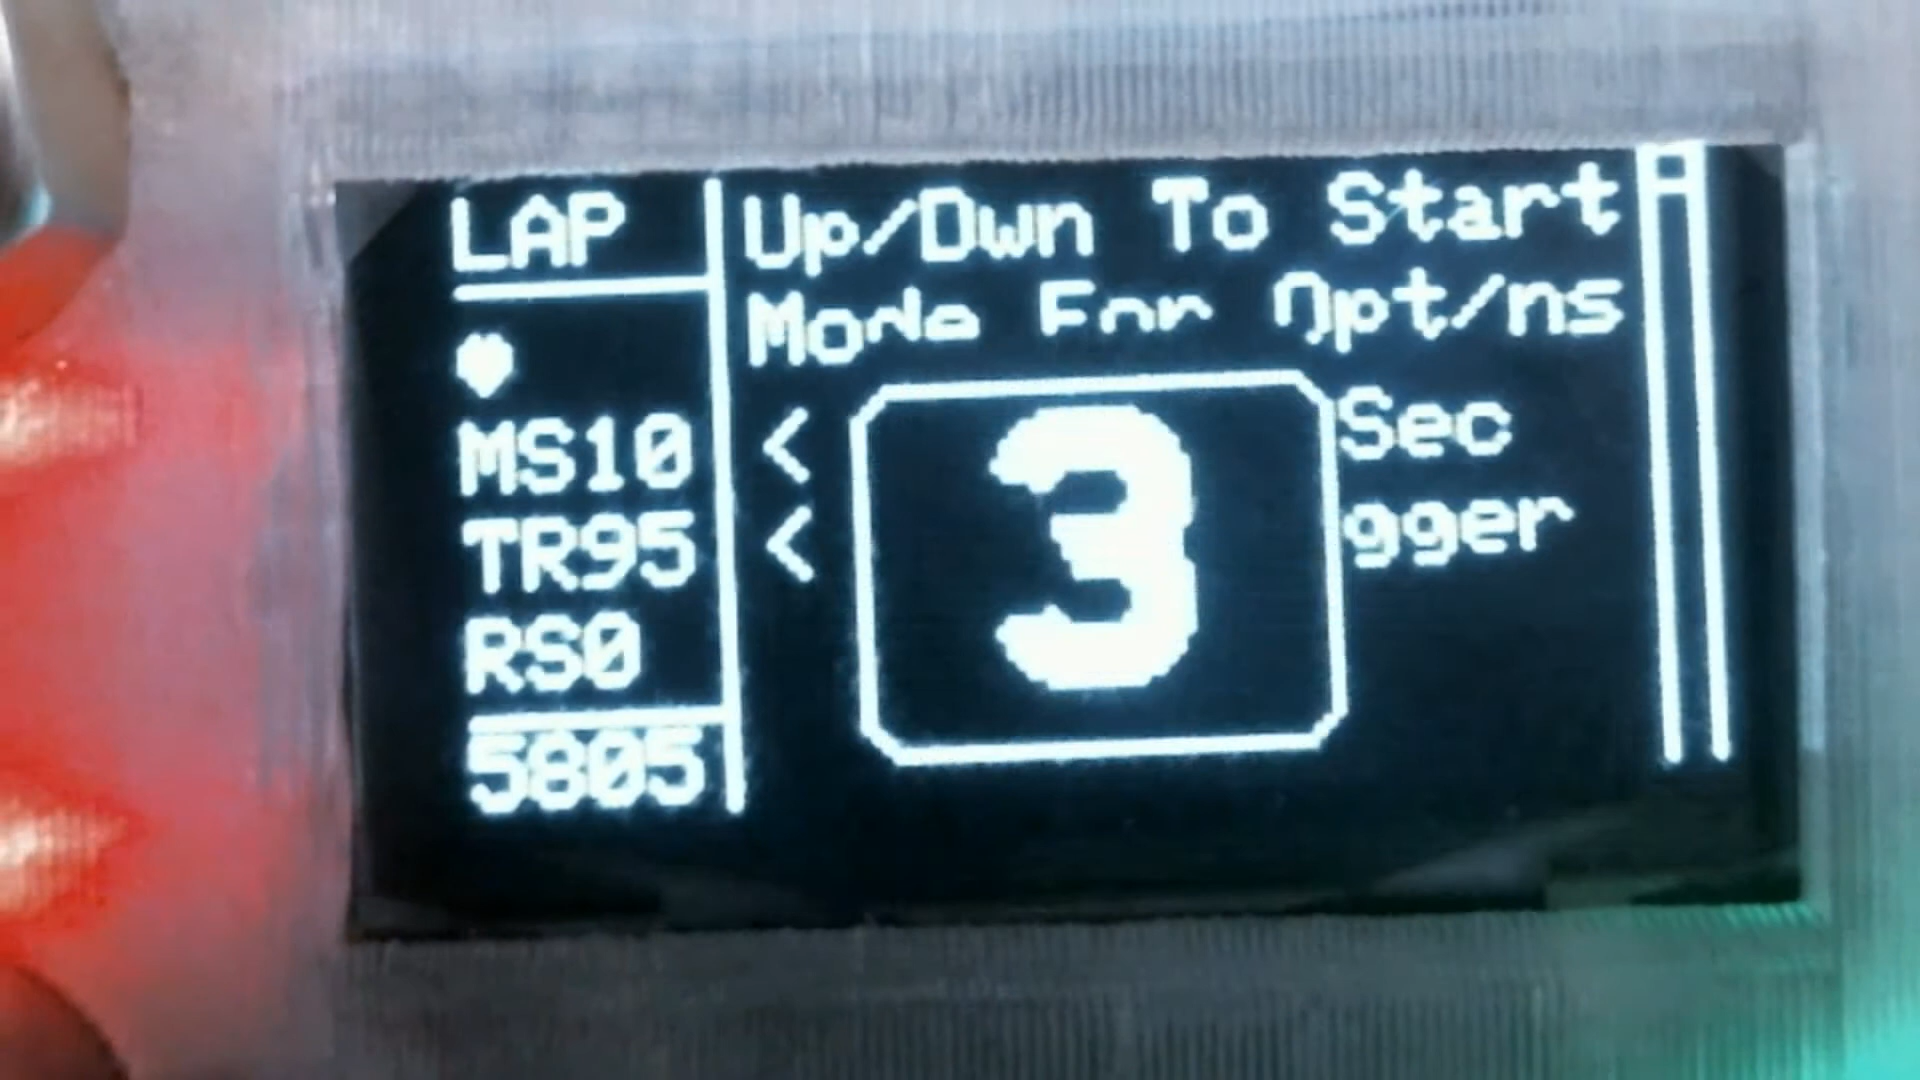 LAP
Up/Dwn To Start
Mode For Opt/ns
MS10
< Sec
TR95
< gger
RS0
3
5805